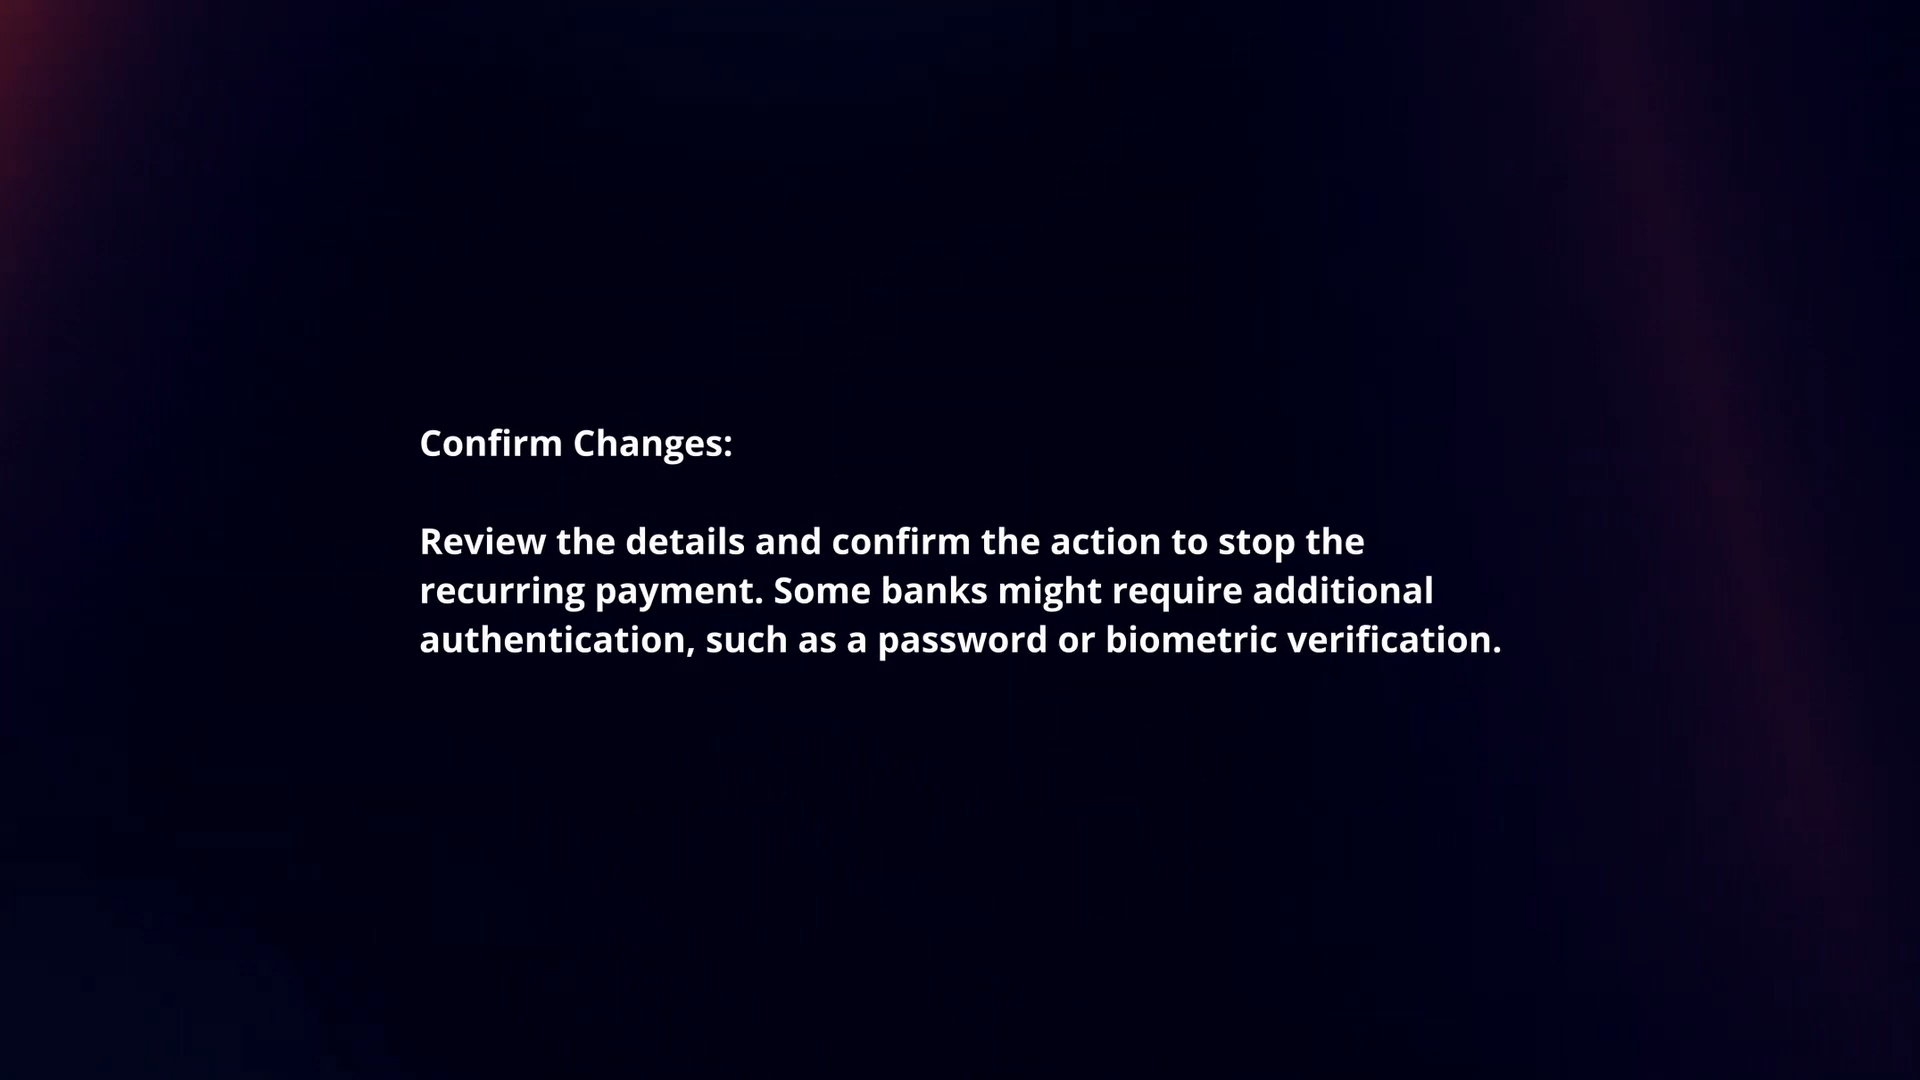 Confirm Changes:
Review the details and confirm the action to stop the
recurring payment. Some banks might require additional
authentication, such as a password or biometric verification.